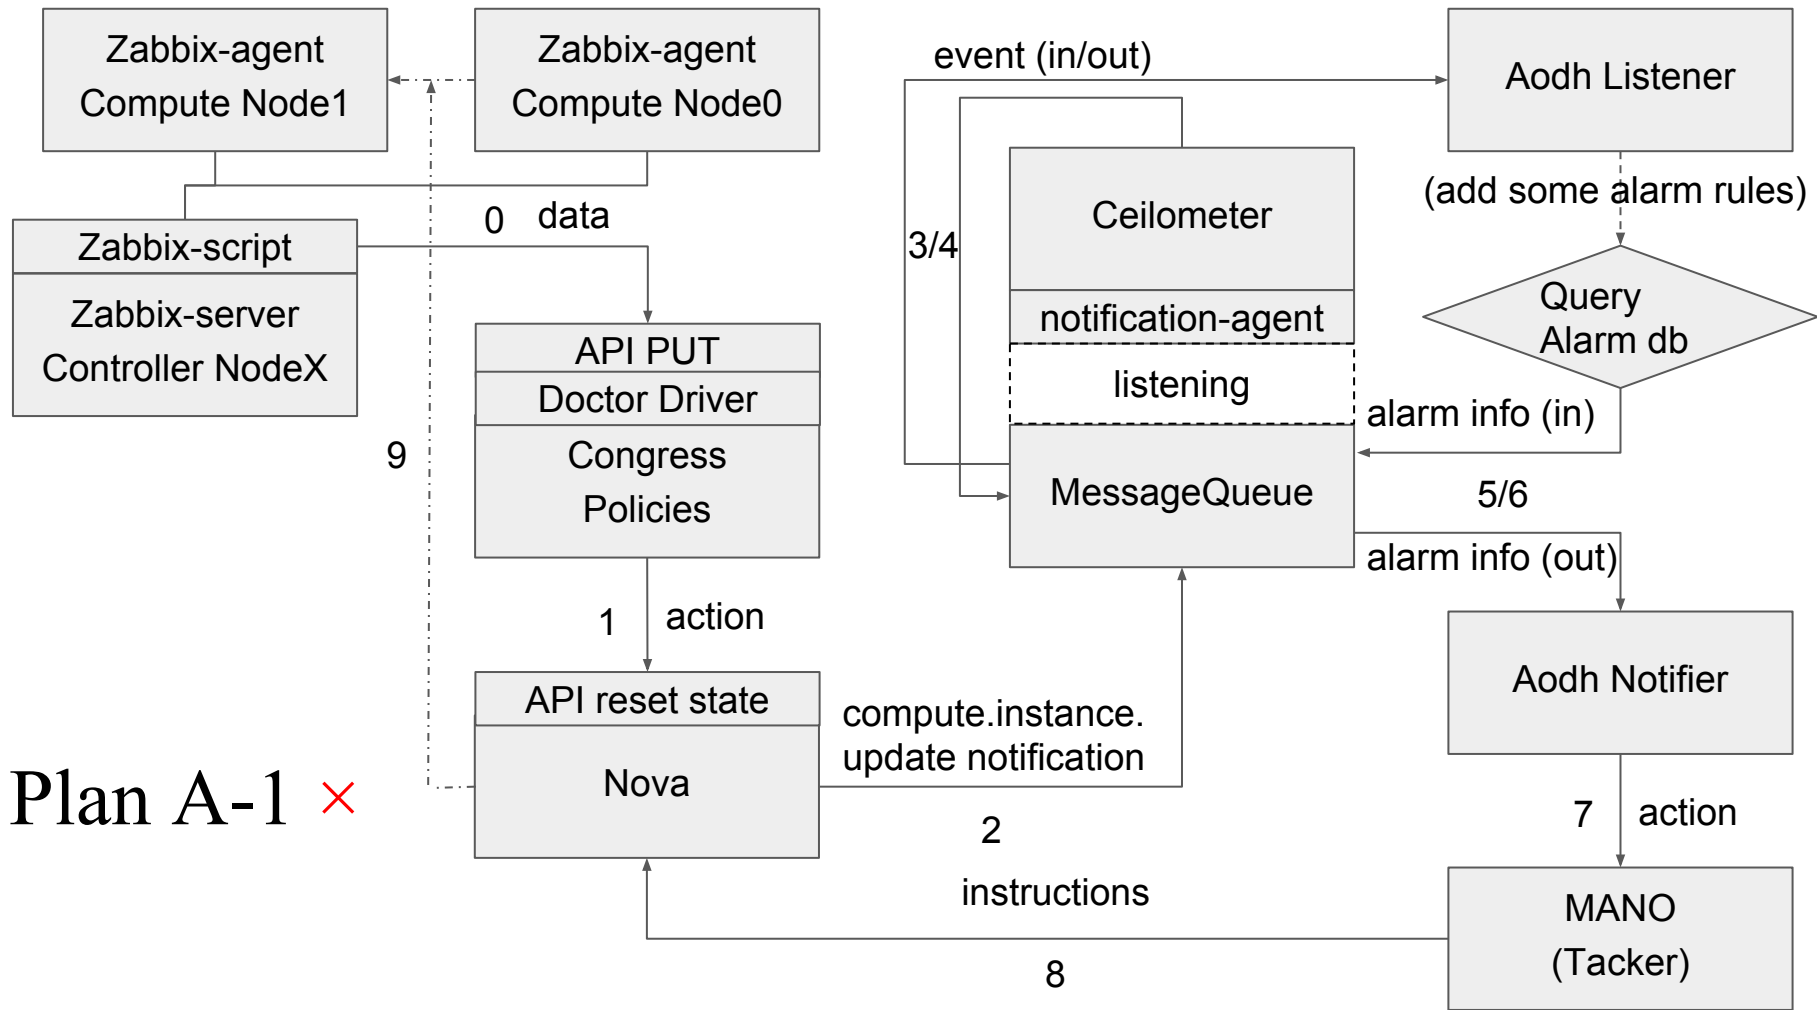 Zabbix-agent
Compute Node1
Zabbix-agent
Compute Node0
event (in/out)
Aodh Listener
(add some alarm rules)
0 data
Zabbix-script
Zabbix-server
Controller NodeX
3/4
Ceilometer
notification-agent
listening
MessageQueue
Query
Alarm db
API PUT
Doctor Driver
Congress
Policies
9
alarm info (in)
5/6
alarm info (out)
1 action
API reset state
Nova
compute.instance.
update notification
2
Aodh Notifier
Plan A-1 ×
7 action
instructions
8
MANO
(Tacker)